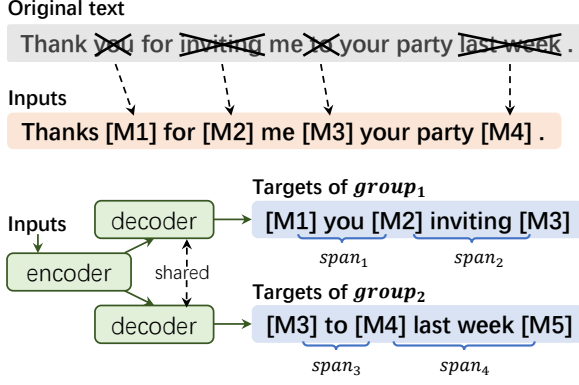 Original text
Thank you for inviting me to your party last week .
Inputs
Thanks [M1] for [M2] me [M3] your party [M4] .
Targets of group1
Inputs
decoder
[M1] you [M2] inviting [M3]
span1
span2
encoder
shared
Targets of group2
decoder
[M3] to [M4] last week [M5]
span3
span4